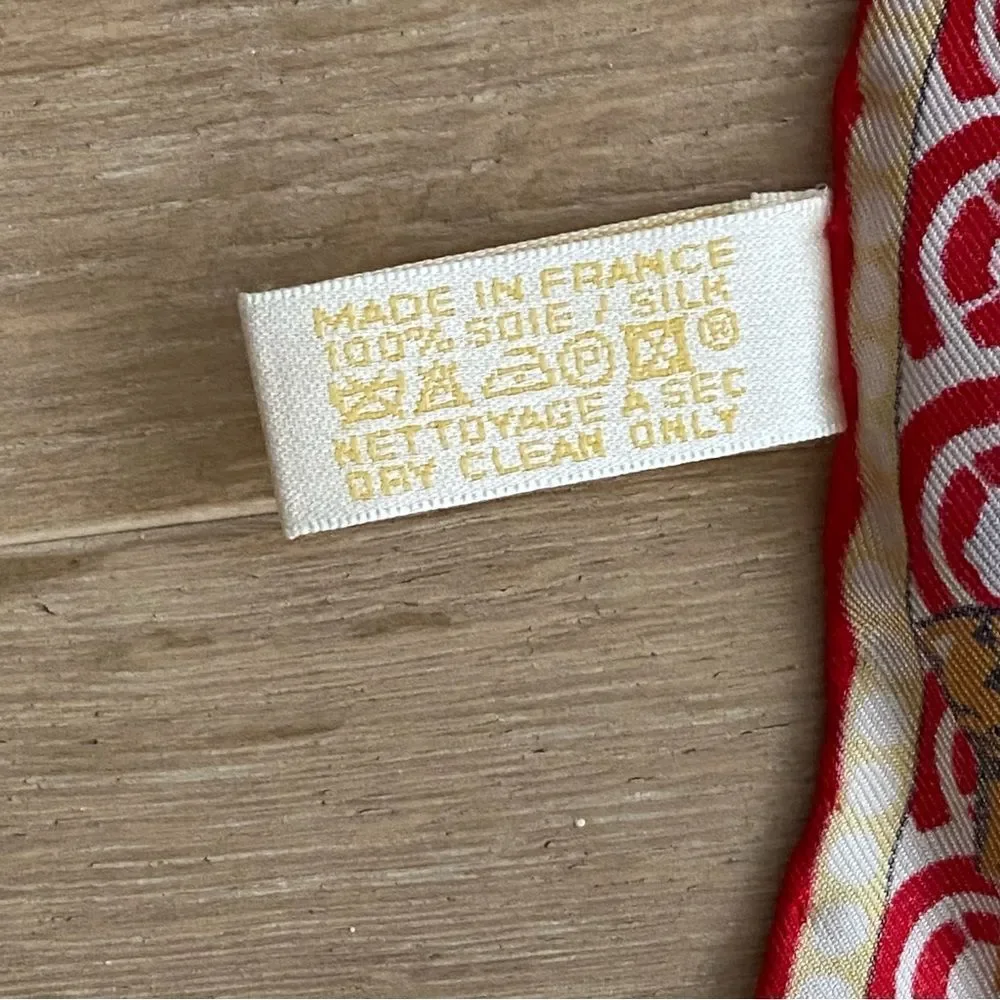 MADE IN FRANCE
100% SOIE / SILK
P ®
NETTOYAGE A SEC
DRY CLEAN ONLY